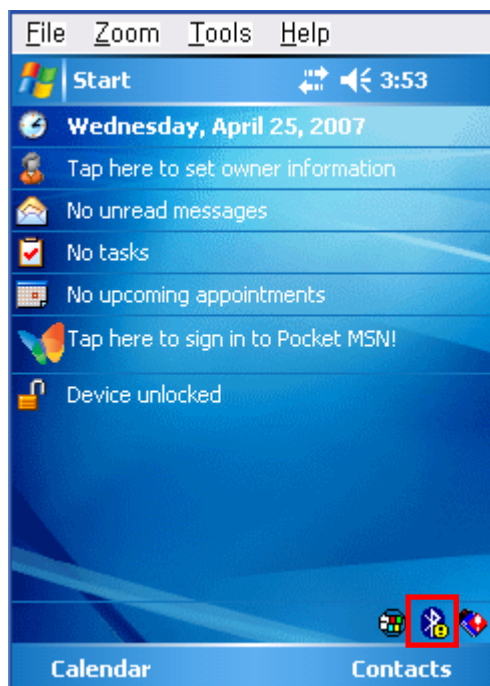 File Zoom Tools Help
Start 3:53
Wednesday, April 25, 2007
Tap here to set owner information
No unread messages
No tasks
No upcoming appointments
Tap here to sign in to Pocket MSN!
Device unlocked
Calendar Contacts